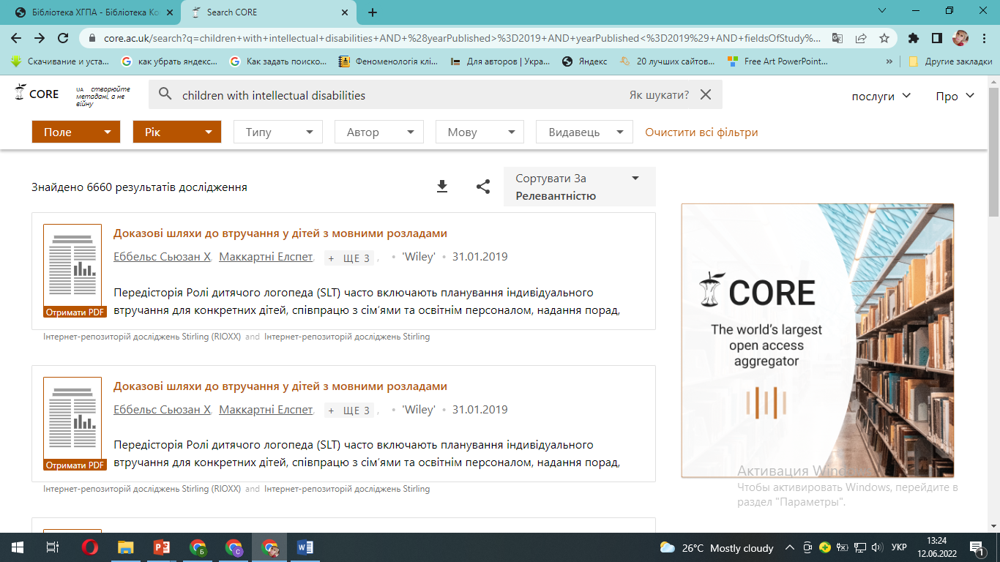 Бібліотека ХГПА - Бібліотека Ко
Search CORE
core.ac.uk/search?q=children+with+intellectual+disabilities+AND+%28yearPublished>%3D2019+AND+yearPublished<%3D2019%29+AND+fieldsOfStudy%...
Скачивание и уста...
как убрать яндекс...
Как задать поиско...
Феноменологія клі...
Для авторов | Укра...
Яндекс
20 лучших сайтов...
Free Art PowerPoint...
»
Другие закладки
CORE
UA створюйте
метадані, а не
війну
children with intellectual disabilities
Як шукати?
послуги
Про
Поле
Рік
Типу
Автор
Мову
Видавець
Очистити всі фільтри
Знайдено 6660 результатів дослідження
Сортувати За
Релевантністю
Доказові шляхи до втручання у дітей з мовними розладами
Еббельс Сьюзан Х, Маккартні Елспет, + ЩЕ 3 , • 'Wiley' • 31.01.2019
Передісторія Ролі дитячого логопеда (SLT) часто включають планування індивідуального
втручання для конкретних дітей, співпрацю з сім’ями та освітнім персоналом, надання порад,
Отримати PDF
Інтернет-репозиторій досліджень Stirling (RIOXX) and Інтернет-репозиторій досліджень Stirling
Доказові шляхи до втручання у дітей з мовними розладами
Еббельс Сьюзан Х, Маккартні Елспет, + ЩЕ 3 , • 'Wiley' • 31.01.2019
Передісторія Ролі дитячого логопеда (SLT) часто включають планування індивідуального
втручання для конкретних дітей, співпрацю з сім’ями та освітнім персоналом, надання порад,
Отримати PDF
Інтернет-репозиторій досліджень Stirling (RIOXX) and Інтернет-репозиторій досліджень Stirling
CORE
The world’s largest
open access
aggregator
Активация Windows
Чтобы активировать Windows, перейдите в
раздел "Параметры".
26°C Mostly cloudy
УКР
13:24
12.06.2022
1